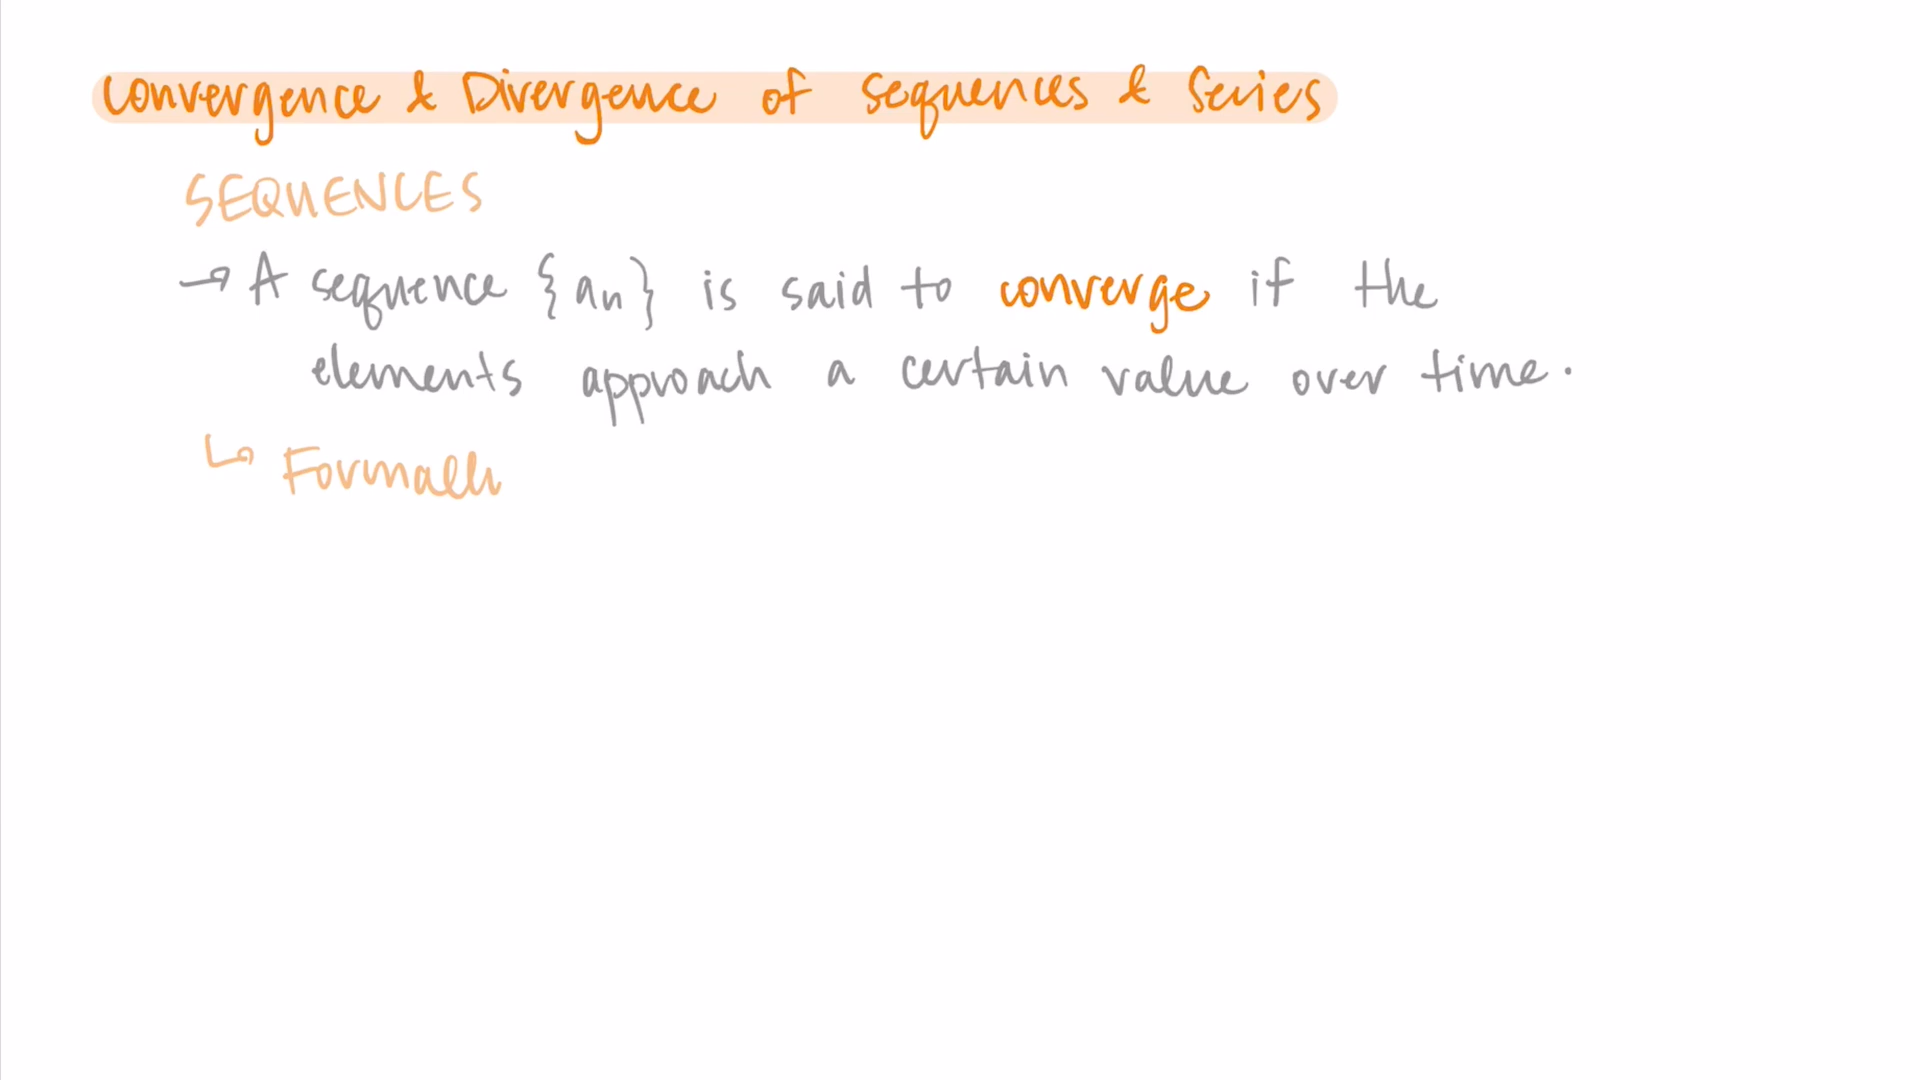 Convergence & Divergence of Sequences & Series
SEQUENCES
→ A sequence {an} is said to converge if the
elements approach a certain value over time.
↳ Formall